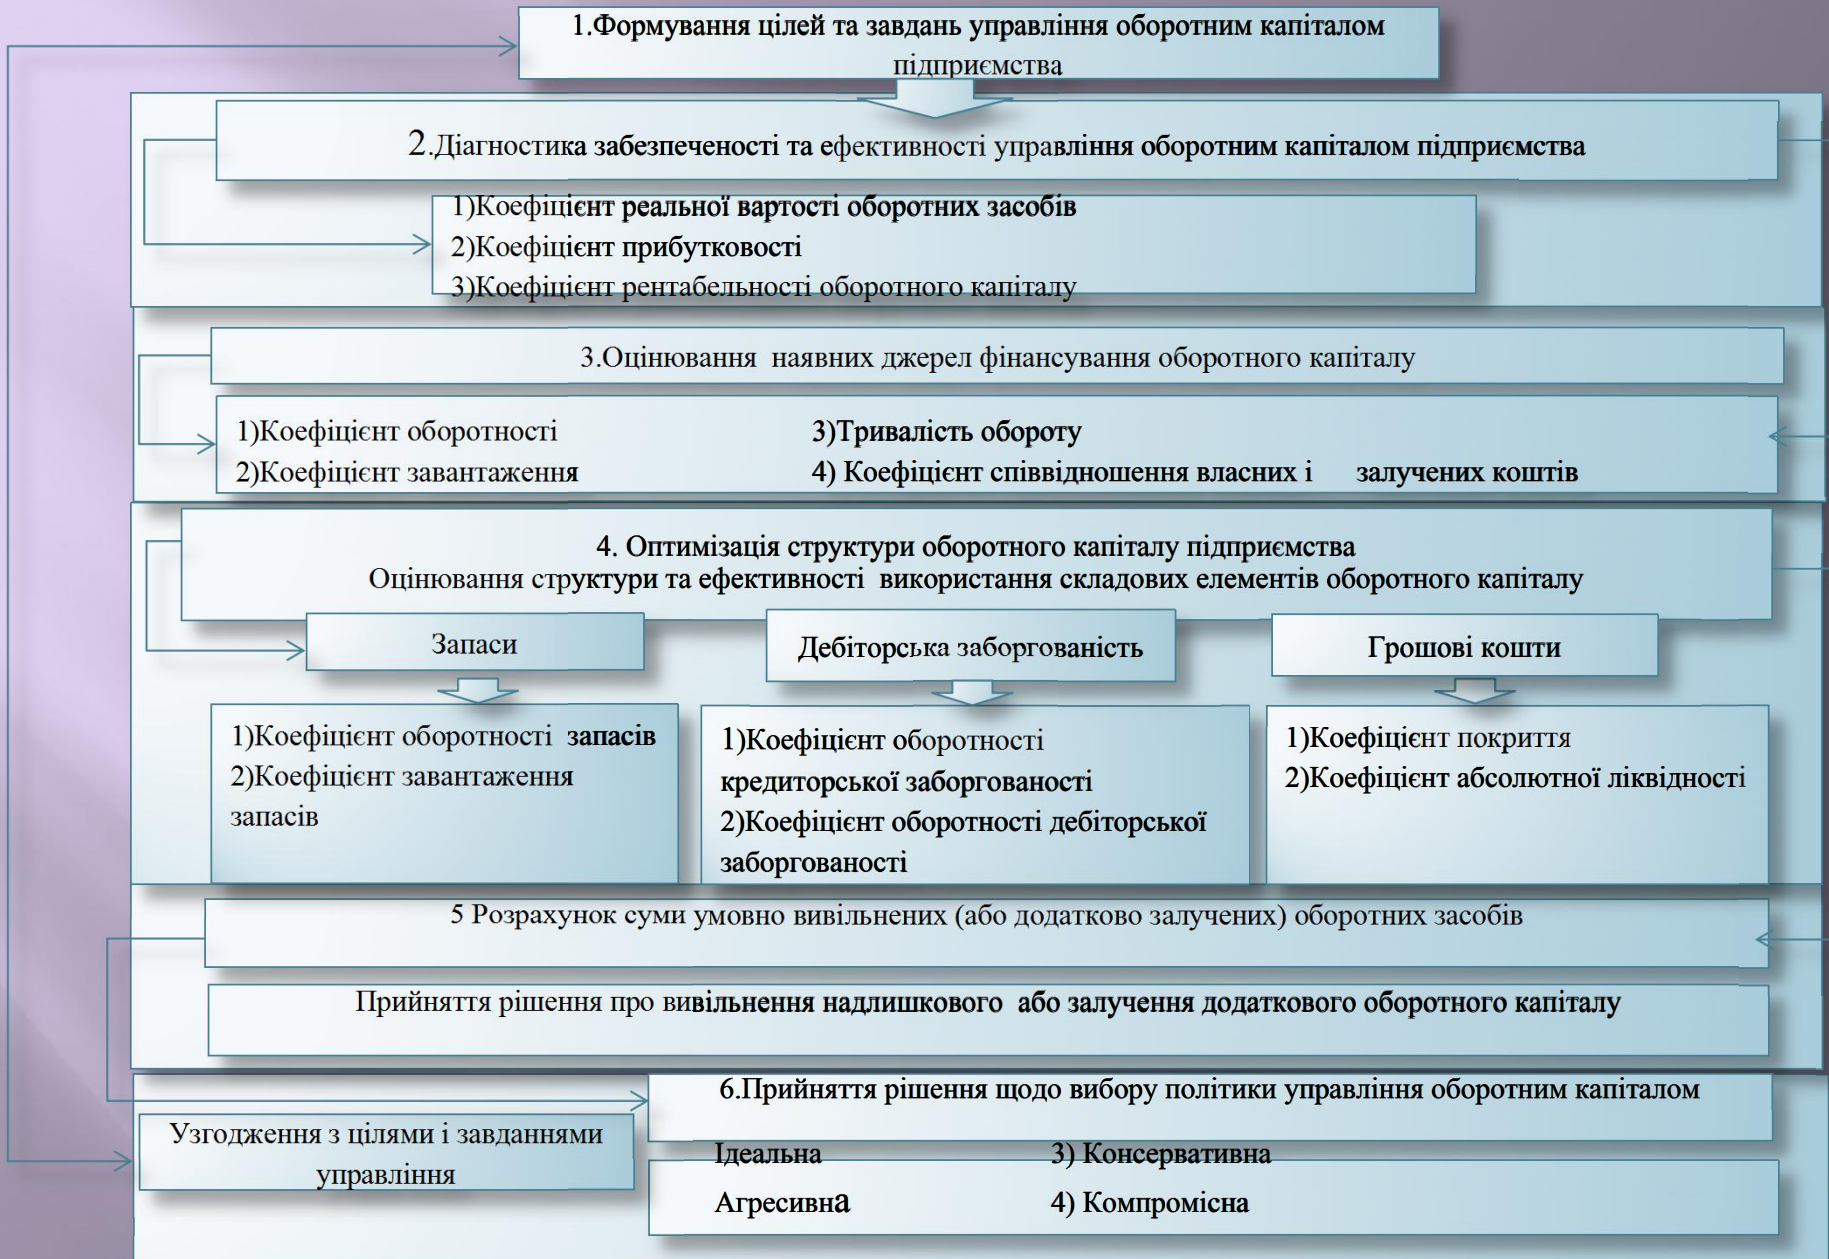 1.Формування цілей та завдань управління оборотним капіталом
підприємства
2.Діагностика забезпеченості та ефективності управління оборотним капіталом підприємства
1)Коефіцієнт реальної вартості оборотних засобів
2)Коефіцієнт прибутковості
3)Коефіцієнт рентабельності оборотного капіталу
3.Оцінювання наявних джерел фінансування оборотного капіталу
1)Коефіцієнт оборотності
2)Коефіцієнт завантаження
3)Тривалість обороту
4) Коефіцієнт співвідношення власних і залучених коштів
4. Оптимізація структури оборотного капіталу підприємства
Оцінювання структури та ефективності використання складових елементів оборотного капіталу
Запаси
1)Коефіцієнт оборотності запасів
2)Коефіцієнт завантаження
запасів
Дебіторська заборгованість
1)Коефіцієнт оборотності
кредиторської заборгованості
2)Коефіцієнт оборотності дебіторської
заборгованості
Грошові кошти
1)Коефіцієнт покриття
2)Коефіцієнт абсолютної ліквідності
5 Розрахунок суми умовно вивільнених (або додатково залучених) оборотних засобів
Прийняття рішення про вивільнення надлишкового або залучення додаткового оборотного капіталу
6.Прийняття рішення щодо вибору політики управління оборотним капіталом
Узгодження з цілями і завданнями
управління
Ідеальна
Агресивна
3) Консервативна
4) Компромісна